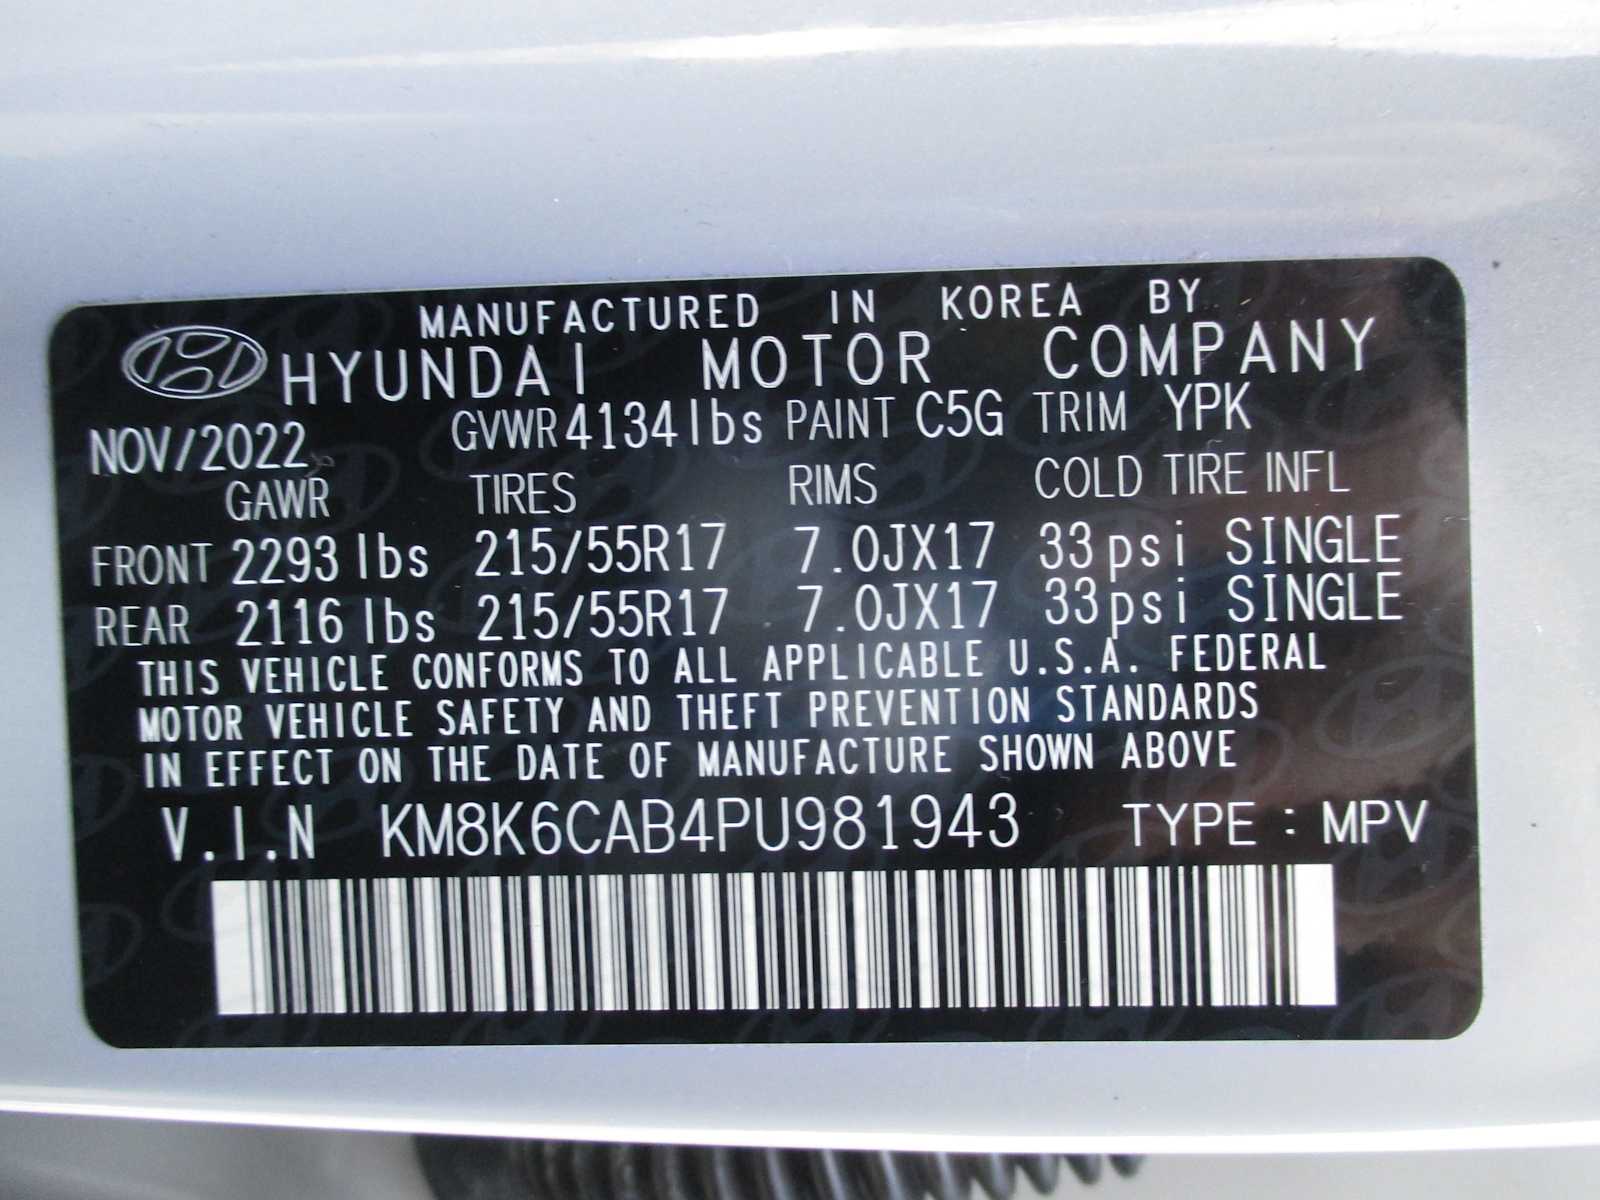 MANUFACTURED IN KOREA BY
HYUNDAI MOTOR COMPANY
NOV/2022 GVWR 4134 lbs PAINT C5G TRIM YPK
GAWR TIRES RIMS COLD TIRE INFL
FRONT 2293 lbs 215/55R17 7.0JX17 33psi SINGLE
REAR 2116 lbs 215/55R17 7.0JX17 33psi SINGLE
THIS VEHICLE CONFORMS TO ALL APPLICABLE U.S.A. FEDERAL
MOTOR VEHICLE SAFETY AND THEFT PREVENTION STANDARDS
IN EFFECT ON THE DATE OF MANUFACTURE SHOWN ABOVE
V.I.N KM8K6CAB4PU981943 TYPE : MPV